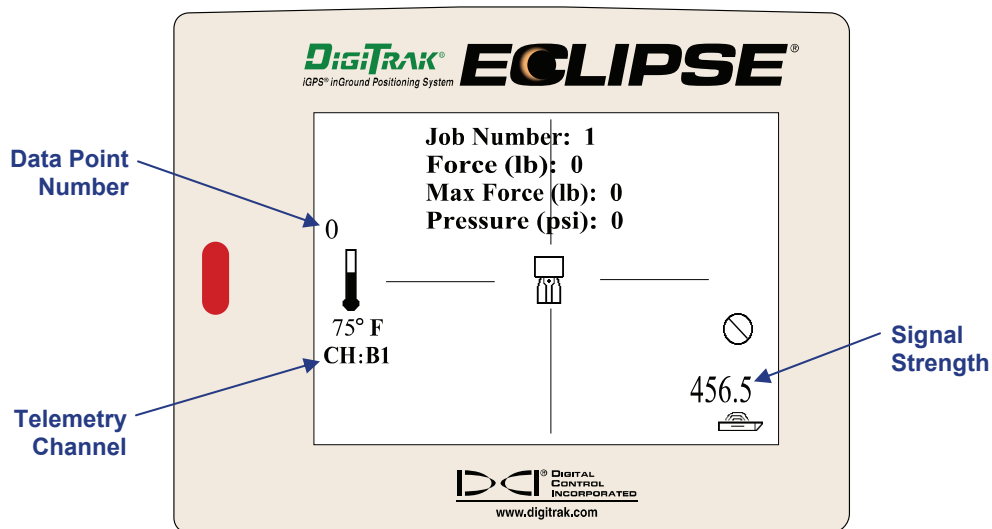 DIGITRAK®
iGPS® inGround Positioning System
ECLIPSE®
Job Number: 1
Force (lb): 0
Max Force (lb): 0
Pressure (psi): 0
Data Point
Number
0
75° F
CH:B1
Telemetry
Channel
Signal
Strength
456.5
® DIGITAL
CONTROL
INCORPORATED
www.digitrak.com